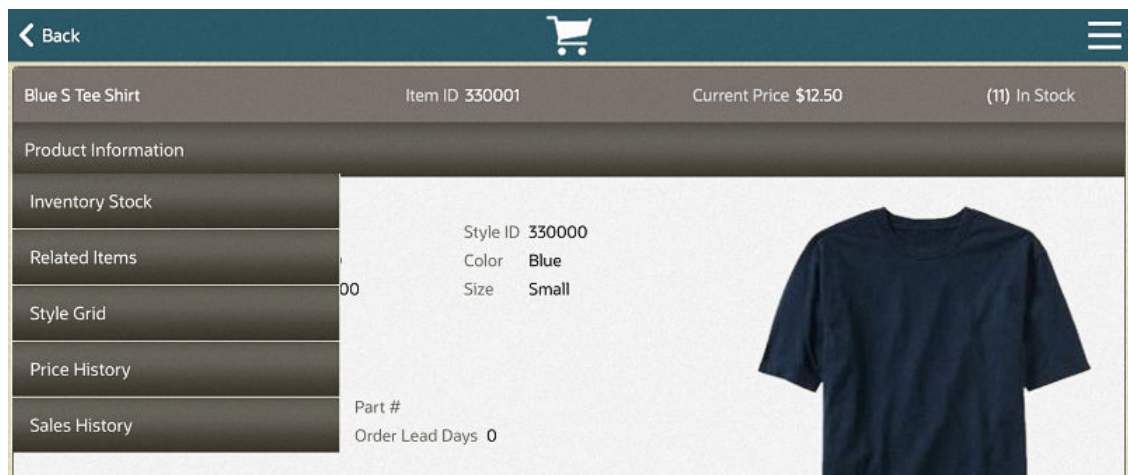 Back
Blue S Tee Shirt Item ID 330001 Current Price $12.50 (11) In Stock
Product Information
Inventory Stock
Style ID 330000
Related Items Color Blue
00 Size Small
Style Grid
Price History
Part #
Sales History
Order Lead Days 0